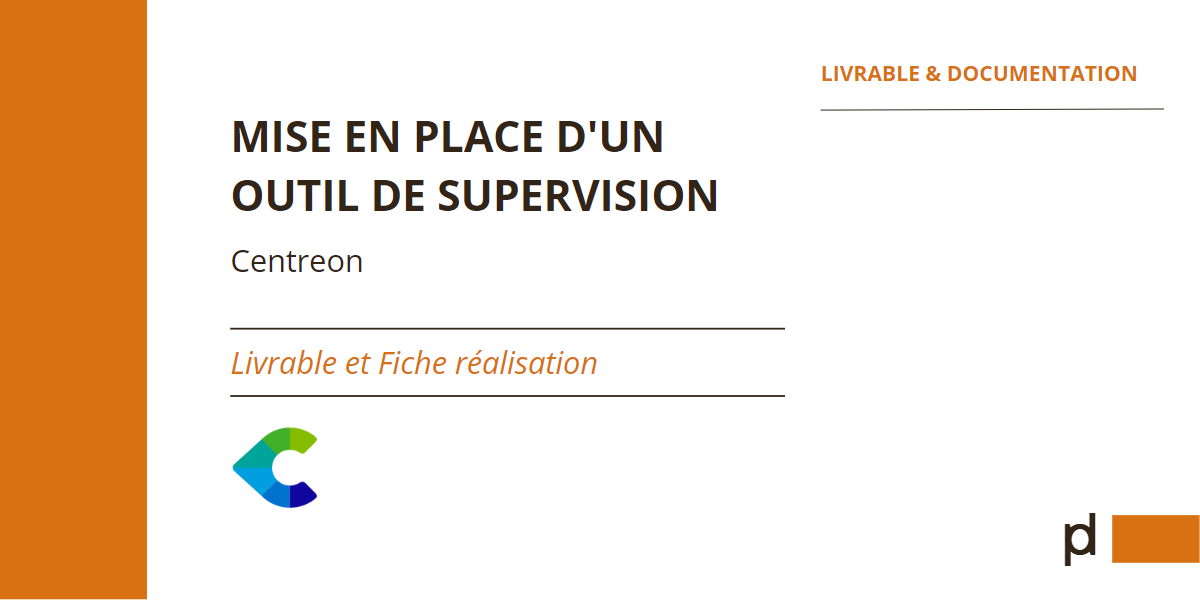 LIVRABLE & DOCUMENTATION
MISE EN PLACE D'UN
OUTIL DE SUPERVISION
Centreon
Livrable et Fiche réalisation
pd